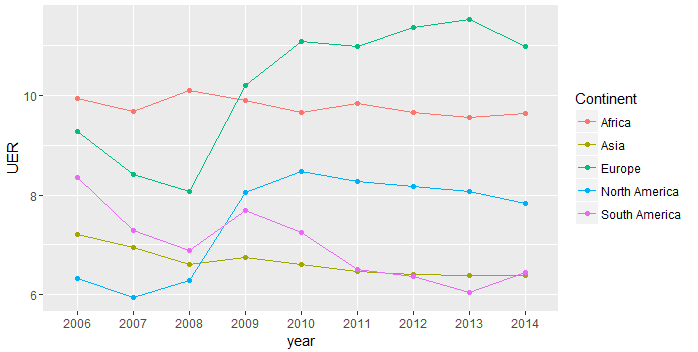 UER
10
8
6
2006 2007 2008 2009 2010 2011 2012 2013 2014
year
Continent
Africa
Asia
Europe
North America
South America